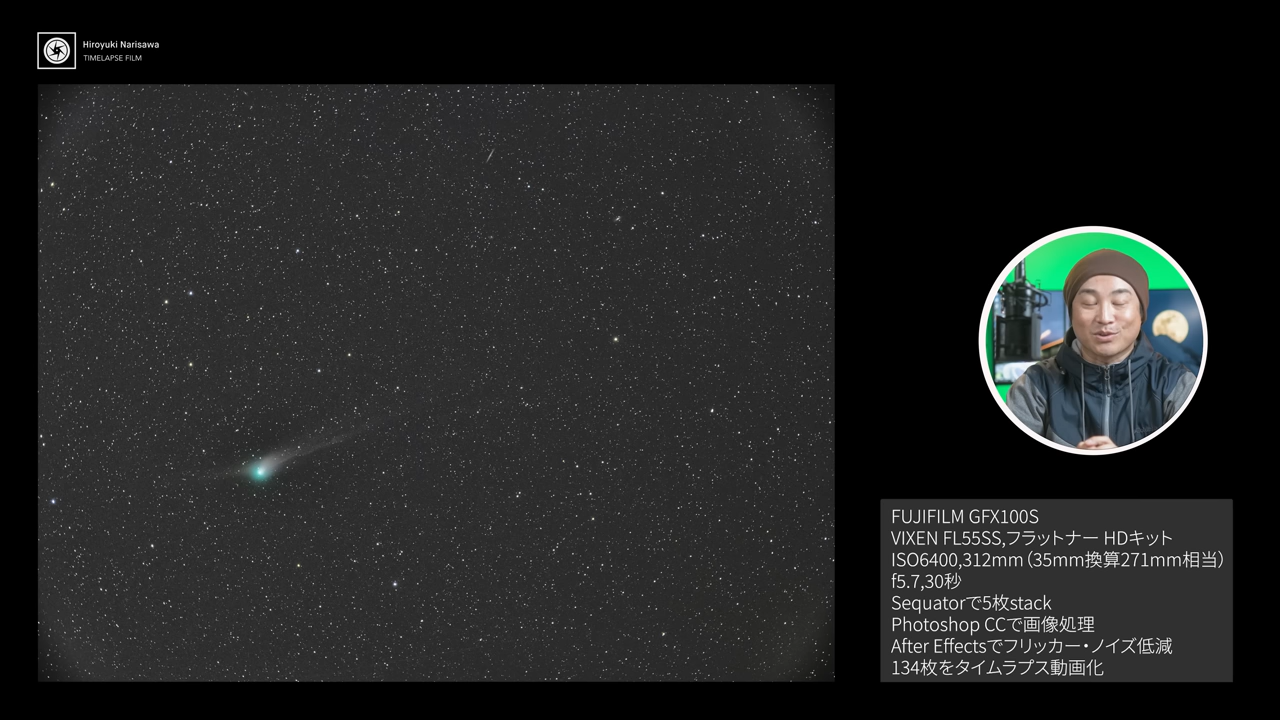 Hiroyuki Narisawa
TIMELAPSE FILM
FUJIFILM GFX100S
VIXEN FL55SS,フラットナー HDキット
ISO6400,312mm（35mm換算271mm相当）
f5.7,30秒
Sequatorで5枚stack
Photoshop CCで画像処理
After Effectsでフリッカー・ノイズ低減
134枚をタイムラプス動画化